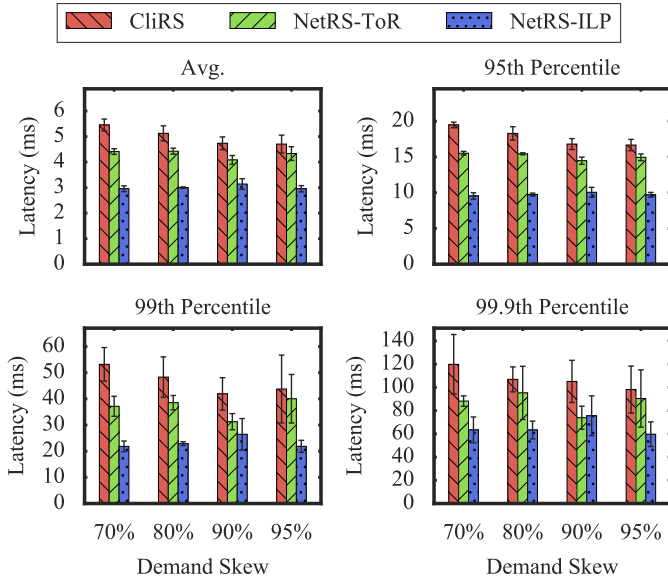 CliRS NetRS-ToR NetRS-ILP
Avg.
95th Percentile
Latency (ms)
6
5
4
3
2
1
0
Latency (ms)
20
15
10
5
0
99th Percentile
99.9th Percentile
Latency (ms)
60
50
40
30
20
10
0
Latency (ms)
140
120
100
80
60
40
20
0
70% 80% 90% 95%
70% 80% 90% 95%
Demand Skew
Demand Skew